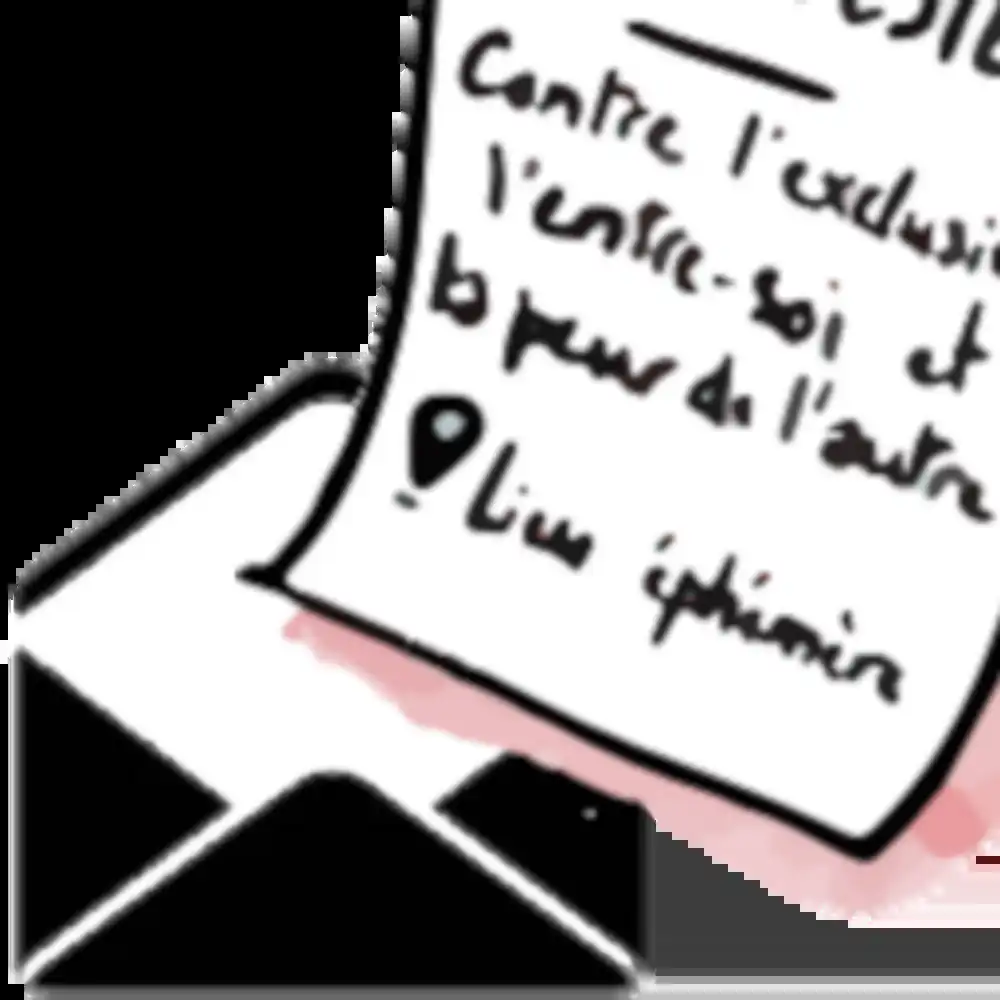 Contre l'exclusi
l'entre-soi et
la peur de l'autre
Lieu éphémère